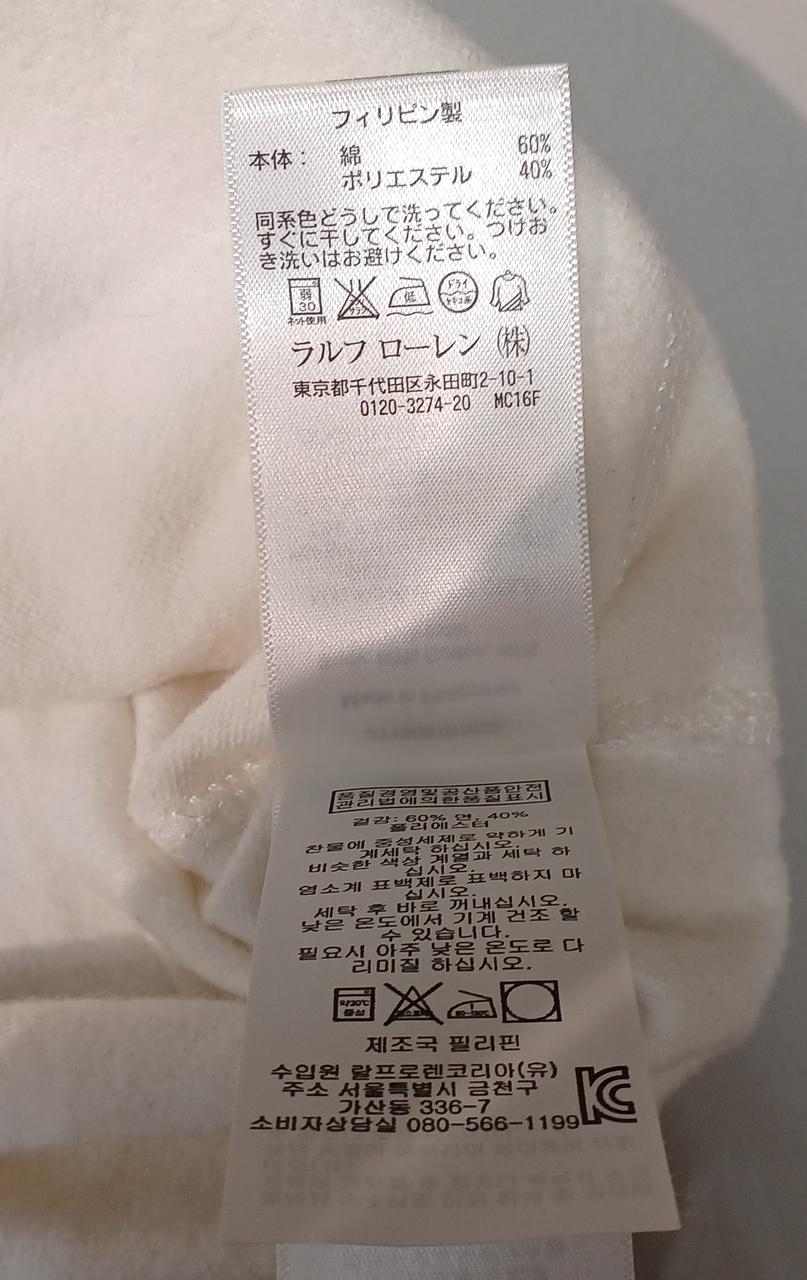 フィリピン製
本体： 綿 60%
ポリエステル 40%
同系色どうしで洗ってください。
すぐに干してください。つけお
き洗いはお避けください。
弱
30
ネット使用
低
ドライ
ラルフ ローレン（株）
東京都千代田区永田町2-10-1
0120-3274-20 MC16F
Made in Philippines
품질경영및공산품안전
관리법에의한품질표시
겉감: 60% 면, 40%
폴리에스터
찬물에 중성세제로 약하게 기
계세탁 하십시오.
비슷한 색상 계열과 세탁 하
십시오.
염소계 표백제로 표백하지 마
십시오.
세탁 후 바로 꺼내십시오.
낮은 온도에서 기계 건조 할
수 있습니다.
필요시 아주 낮은 온도로 다
리미질 하십시오.
약30℃
중성
제조국 필리핀
수입원 랄프로렌코리아(유)
주소 서울특별시 금천구
가산동 336-7
소비자상담실 080-566-1199